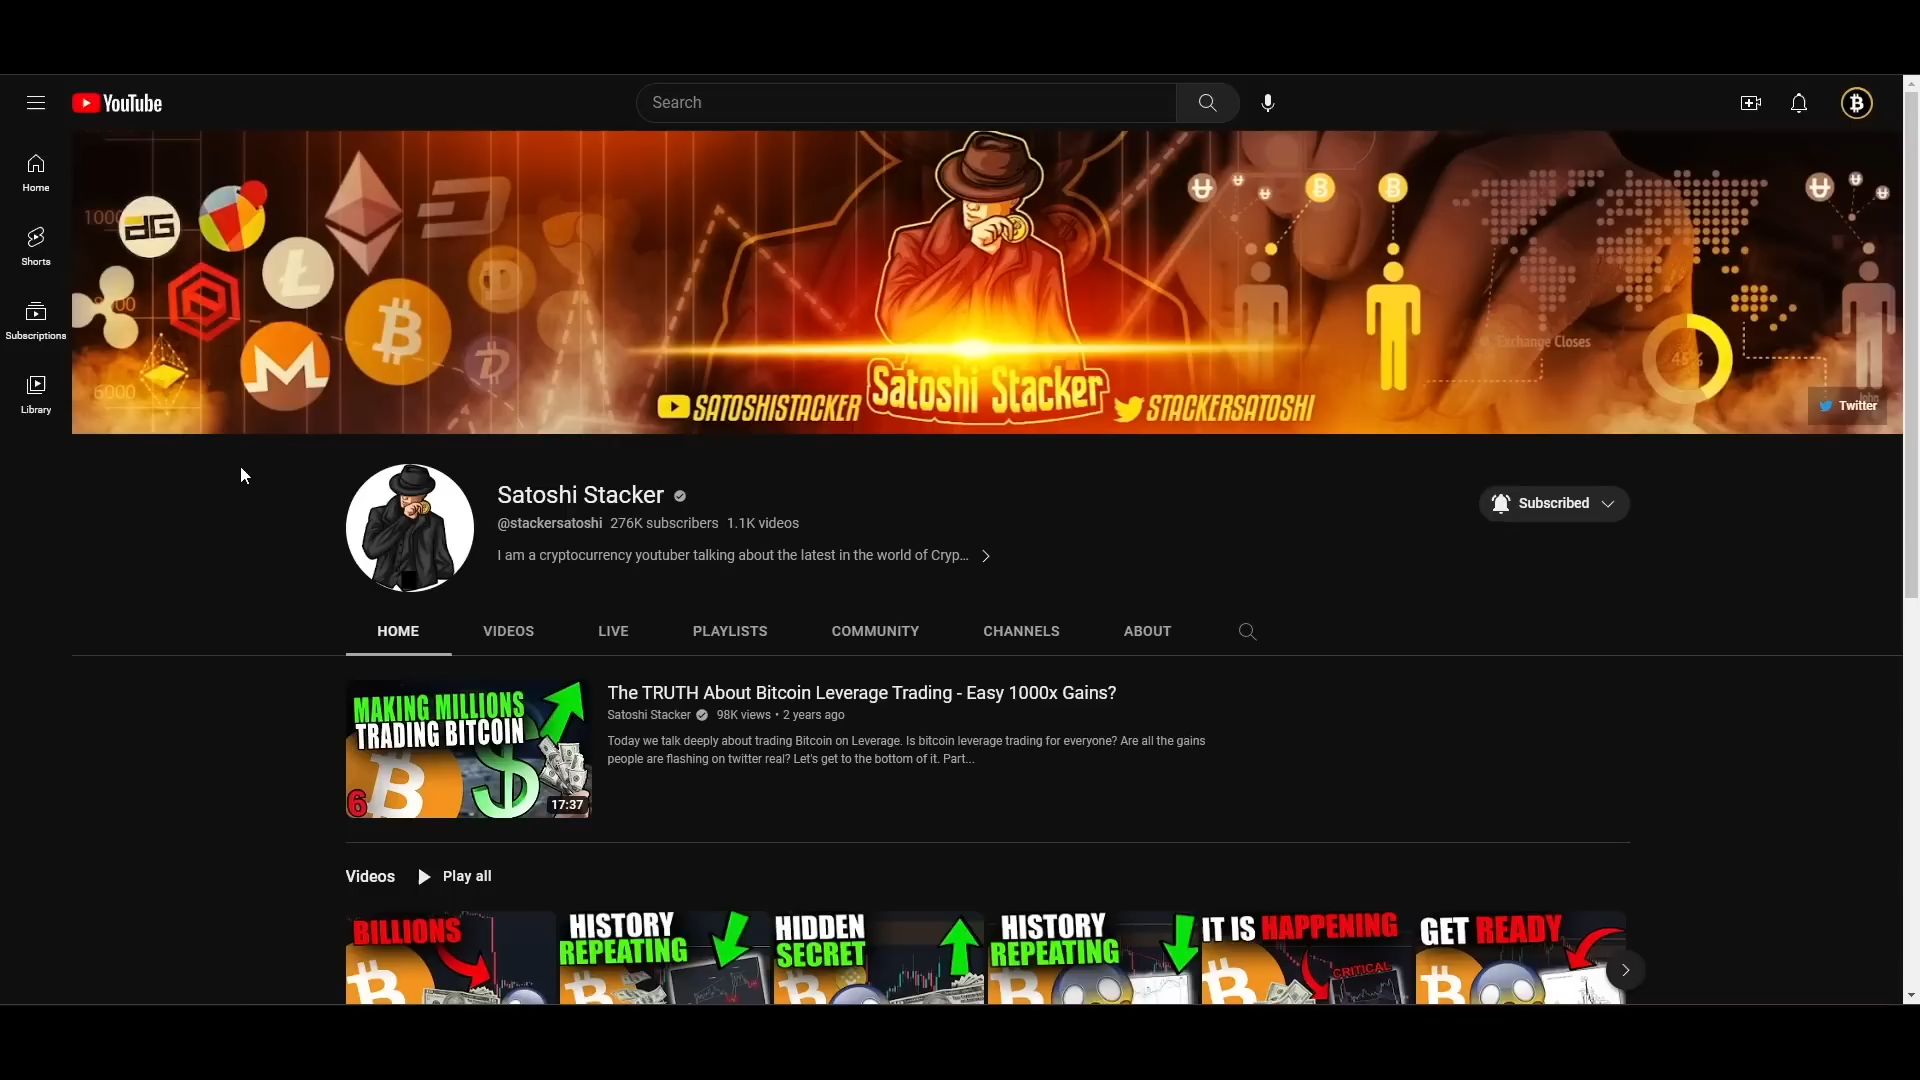 YouTube
Search
Home
Shorts
Subscriptions
Library
1000
8000
6000
Exchange Closes
45%
Satoshi Stacker
SATOSHISTACKER
STACKERSATOSHI
Twitter
Satoshi Stacker
@stackersatoshi 276K subscribers 1.1K videos
I am a cryptocurrency youtuber talking about the latest in the world of Cryp...
Subscribed
HOME VIDEOS LIVE PLAYLISTS COMMUNITY CHANNELS ABOUT
MAKING MILLIONS
TRADING BITCOIN
6
17:37
The TRUTH About Bitcoin Leverage Trading - Easy 1000x Gains?
Satoshi Stacker 98K views • 2 years ago
Today we talk deeply about trading Bitcoin on Leverage. Is bitcoin leverage trading for everyone? Are all the gains
people are flashing on twitter real? Let's get to the bottom of it. Part...
Videos Play all
BILLIONS
HISTORY
REPEATING
HIDDEN
SECRET
HISTORY
REPEATING
IT IS HAPPENING
CRITICAL
GET READY